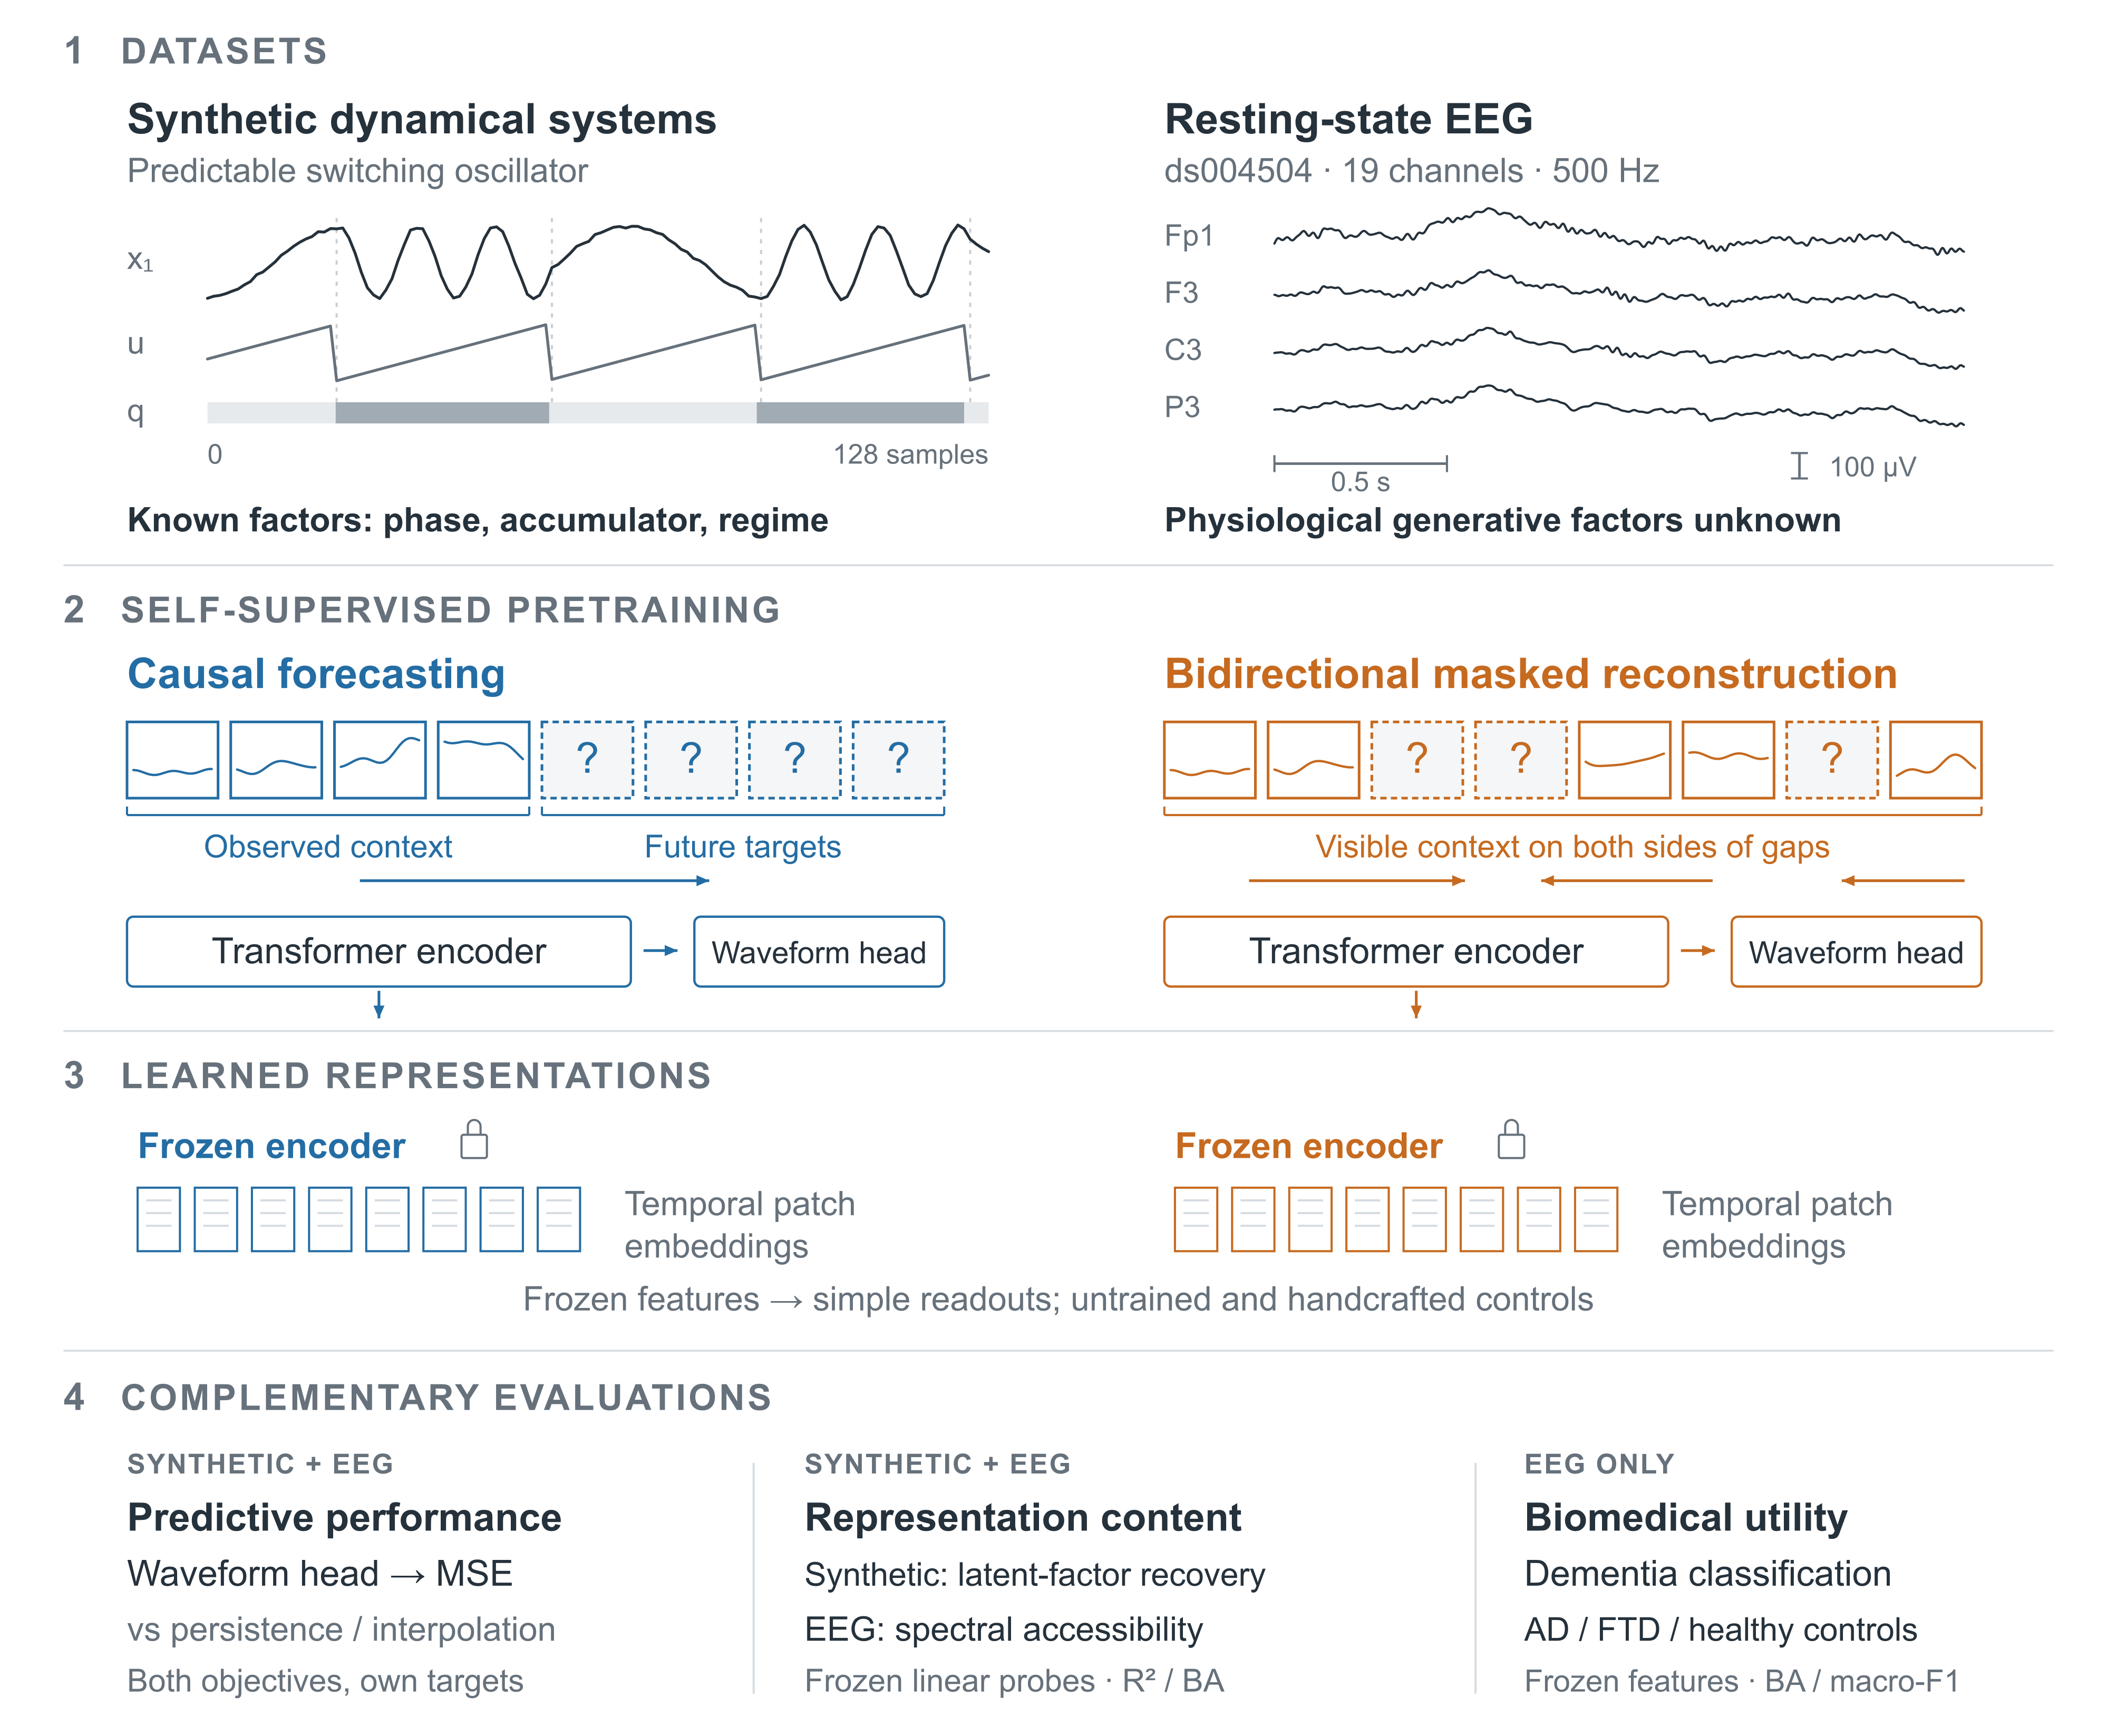 1 DATASETS
Synthetic dynamical systems
Predictable switching oscillator
x₁
u
q
0
128 samples
Known factors: phase, accumulator, regime
Resting-state EEG
ds004504 · 19 channels · 500 Hz
Fp1
F3
C3
P3
0.5 s
100 µV
Physiological generative factors unknown
2 SELF-SUPERVISED PRETRAINING
Causal forecasting
? ? ? ?
Observed context
Future targets
Transformer encoder
Waveform head
Bidirectional masked reconstruction
? ? ?
Visible context on both sides of gaps
Transformer encoder
Waveform head
3 LEARNED REPRESENTATIONS
Frozen encoder
Temporal patch
embeddings
Frozen encoder
Temporal patch
embeddings
Frozen features → simple readouts; untrained and handcrafted controls
4 COMPLEMENTARY EVALUATIONS
SYNTHETIC + EEG
Predictive performance
Waveform head → MSE
vs persistence / interpolation
Both objectives, own targets
SYNTHETIC + EEG
Representation content
Synthetic: latent-factor recovery
EEG: spectral accessibility
Frozen linear probes · R² / BA
EEG ONLY
Biomedical utility
Dementia classification
AD / FTD / healthy controls
Frozen features · BA / macro-F1